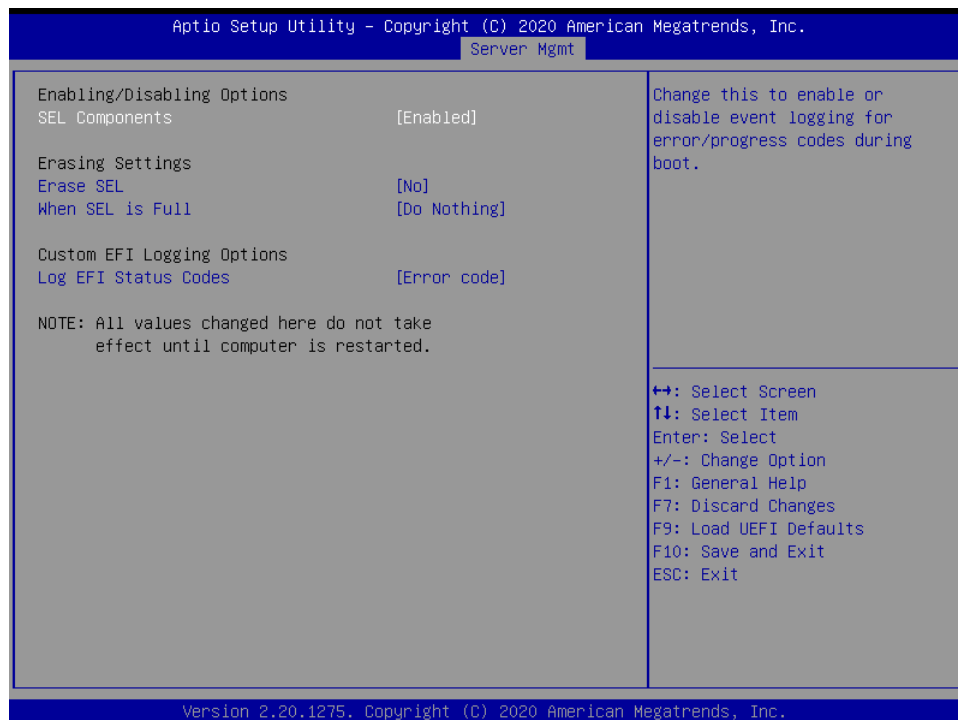 Aptio Setup Utility – Copyright (C) 2020 American Megatrends, Inc.
Server Mgmt
Enabling/Disabling Options
SEL Components [Enabled]
Erasing Settings
Erase SEL [No]
When SEL is Full [Do Nothing]
Custom EFI Logging Options
Log EFI Status Codes [Error code]
NOTE: All values changed here do not take
effect until computer is restarted.
Change this to enable or
disable event logging for
error/progress codes during
boot.
↔: Select Screen
↑↓: Select Item
Enter: Select
+/-: Change Option
F1: General Help
F7: Discard Changes
F9: Load UEFI Defaults
F10: Save and Exit
ESC: Exit
Version 2.20.1275. Copyright (C) 2020 American Megatrends, Inc.